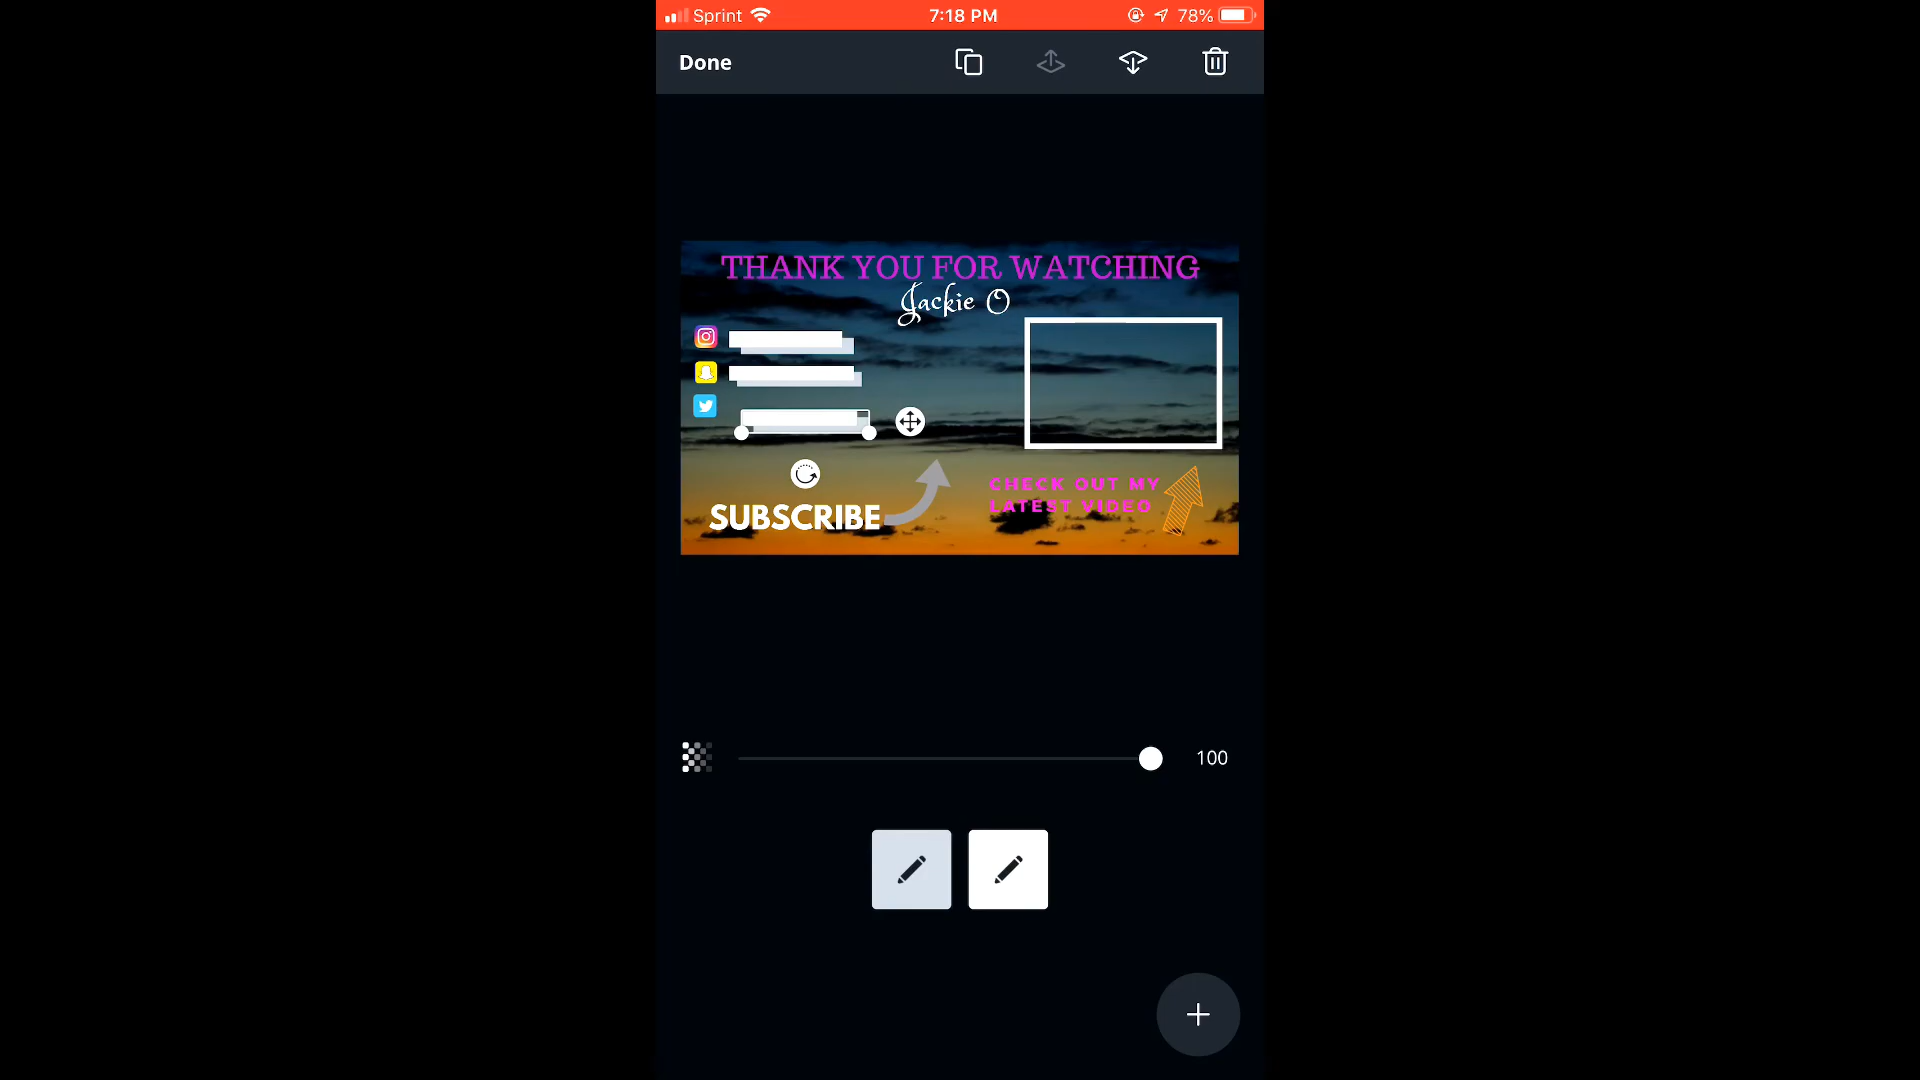 Sprint 7:18 PM 78%
Done
THANK YOU FOR WATCHING
Jackie O
SUBSCRIBE
CHECK OUT MY
LATEST VIDEO
100